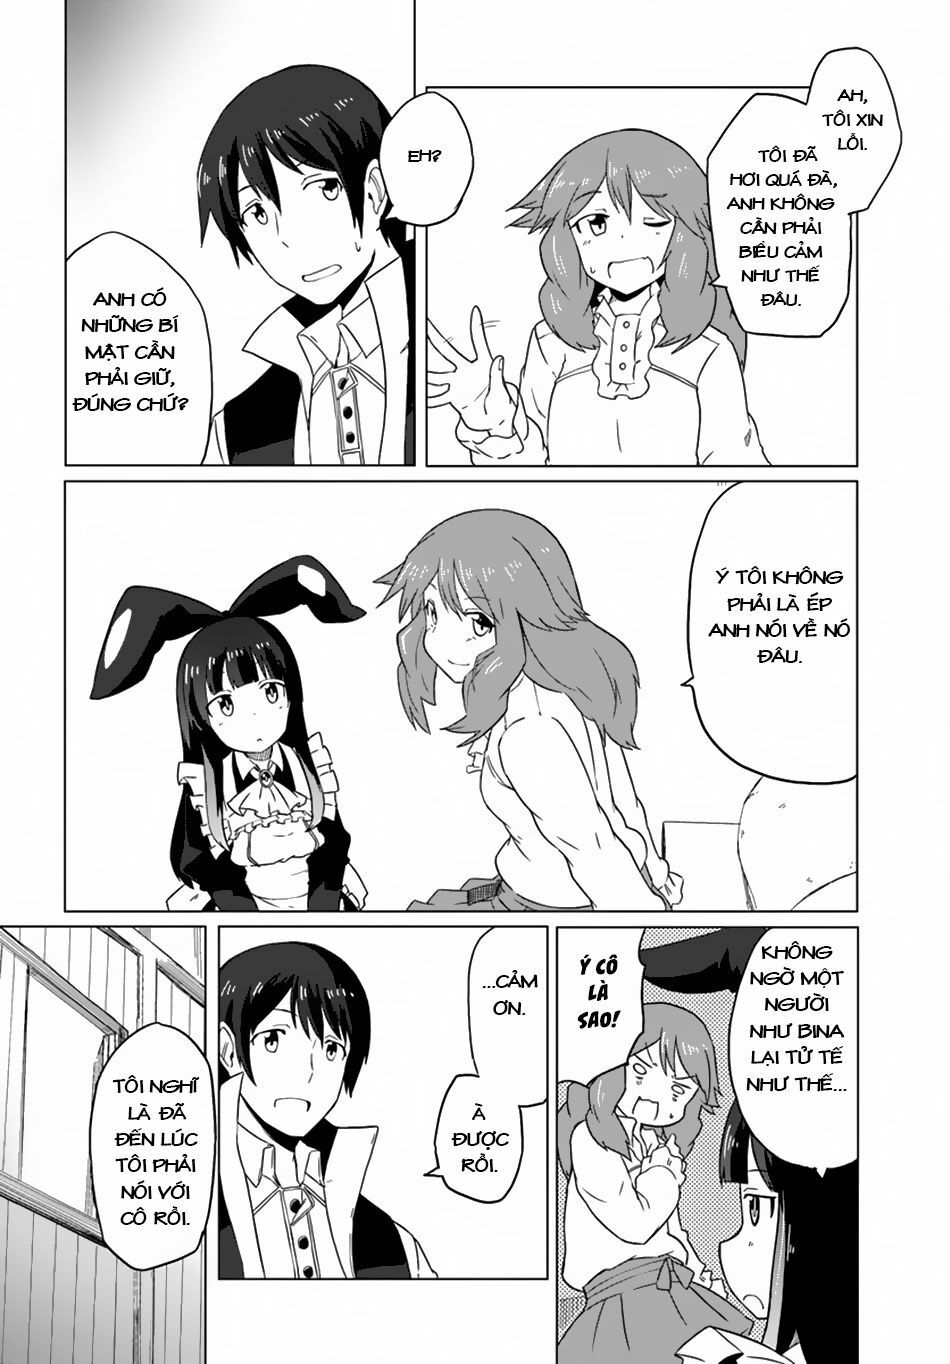 AH,
TÔI XIN
LỖI.
TÔI ĐÃ
HƠI QUÁ ĐÀ,
ANH KHÔNG
CẦN PHẢI
BIỂU CẢM
NHƯ THẾ
ĐÂU.
EH?
ANH CÓ
NHỮNG BÍ
MẬT CẦN
PHẢI GIỮ,
ĐÚNG CHỨ?
Ý TÔI KHÔNG
PHẢI LÀ ÉP
ANH NÓI VỀ NÓ
ĐÂU.
KHÔNG
NGỜ MỘT
NGƯỜI
NHƯ BINA
LẠI TỬ TẾ
NHƯ THẾ...
Ý CÔ
LÀ
SAO!
...CẢM
ƠN.
À
ĐƯỢC
RỒI.
TÔI NGHĨ
LÀ ĐÃ
ĐẾN LÚC
TÔI PHẢI
NÓI VỚI
CÔ RỒI.